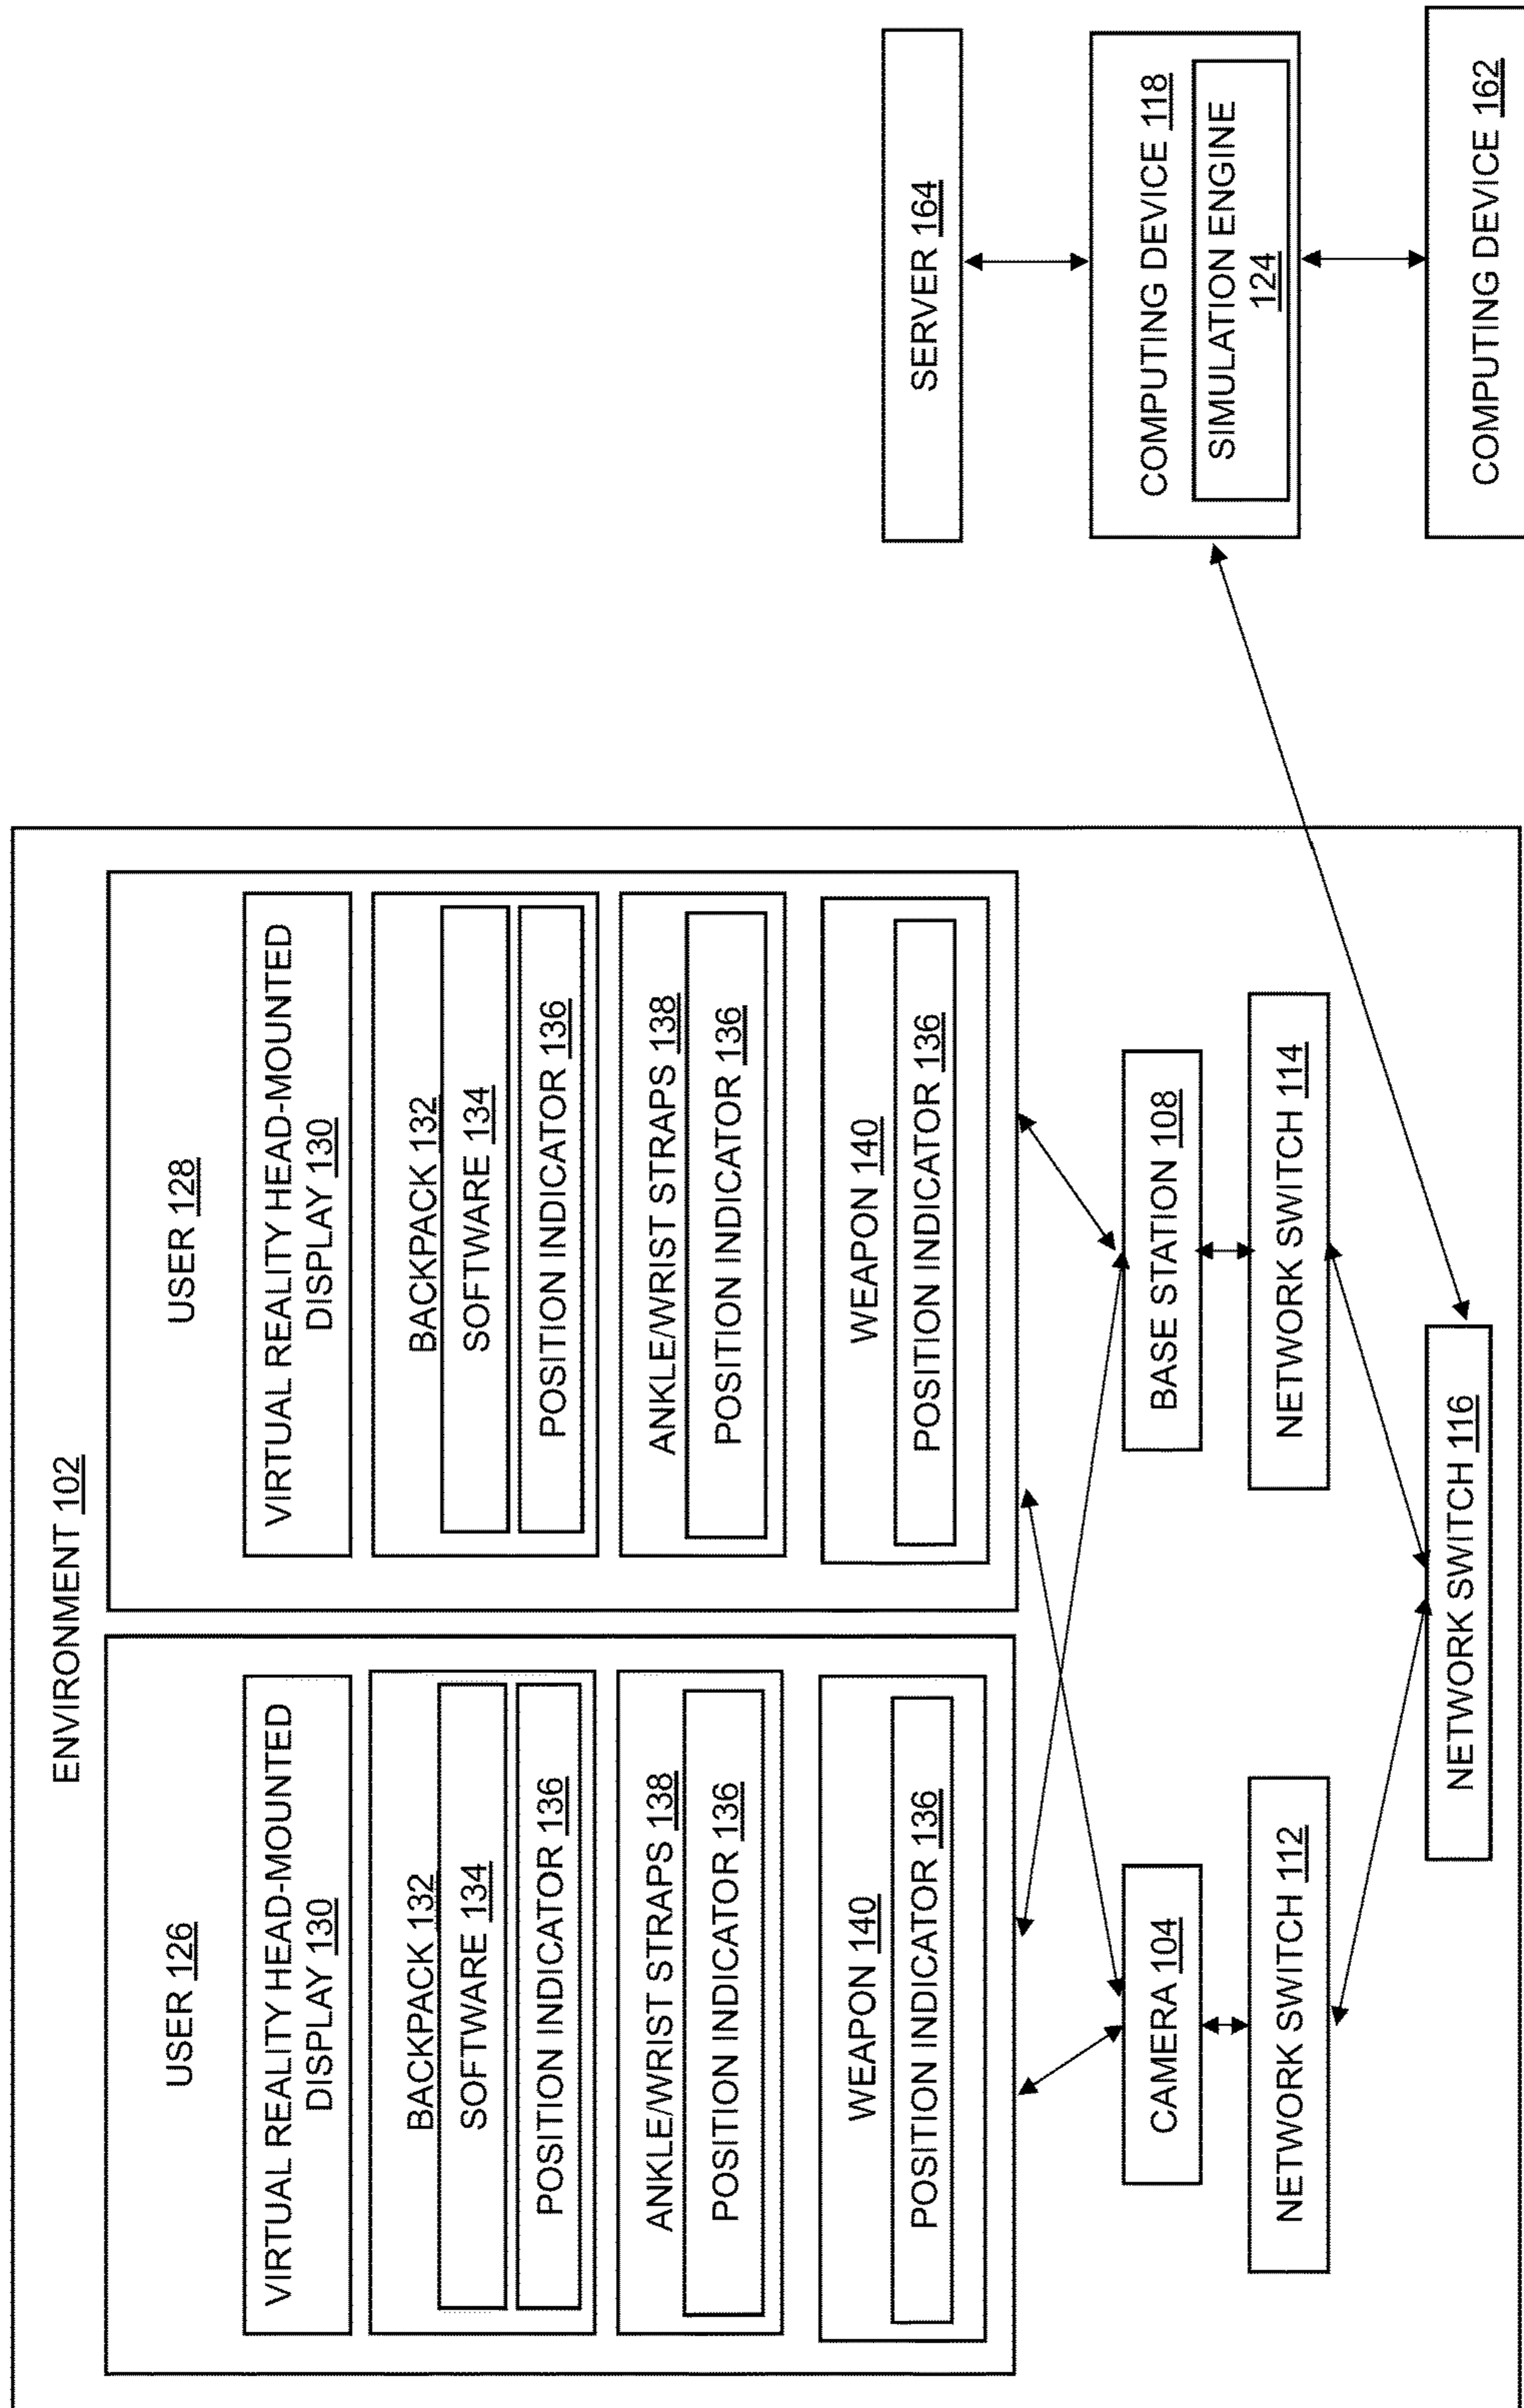 ENVIRONMENT 102
USER 126
VIRTUAL REALITY HEAD-MOUNTED
DISPLAY 130
BACKPACK 132
SOFTWARE 134
POSITION INDICATOR 136
ANKLE/WRIST STRAPS 138
POSITION INDICATOR 136
WEAPON 140
POSITION INDICATOR 136
USER 128
VIRTUAL REALITY HEAD-MOUNTED
DISPLAY 130
BACKPACK 132
SOFTWARE 134
POSITION INDICATOR 136
ANKLE/WRIST STRAPS 138
POSITION INDICATOR 136
WEAPON 140
POSITION INDICATOR 136
CAMERA 104
BASE STATION 108
NETWORK SWITCH 112
NETWORK SWITCH 114
NETWORK SWITCH 116
SERVER 164
COMPUTING DEVICE 118
SIMULATION ENGINE
124
COMPUTING DEVICE 162